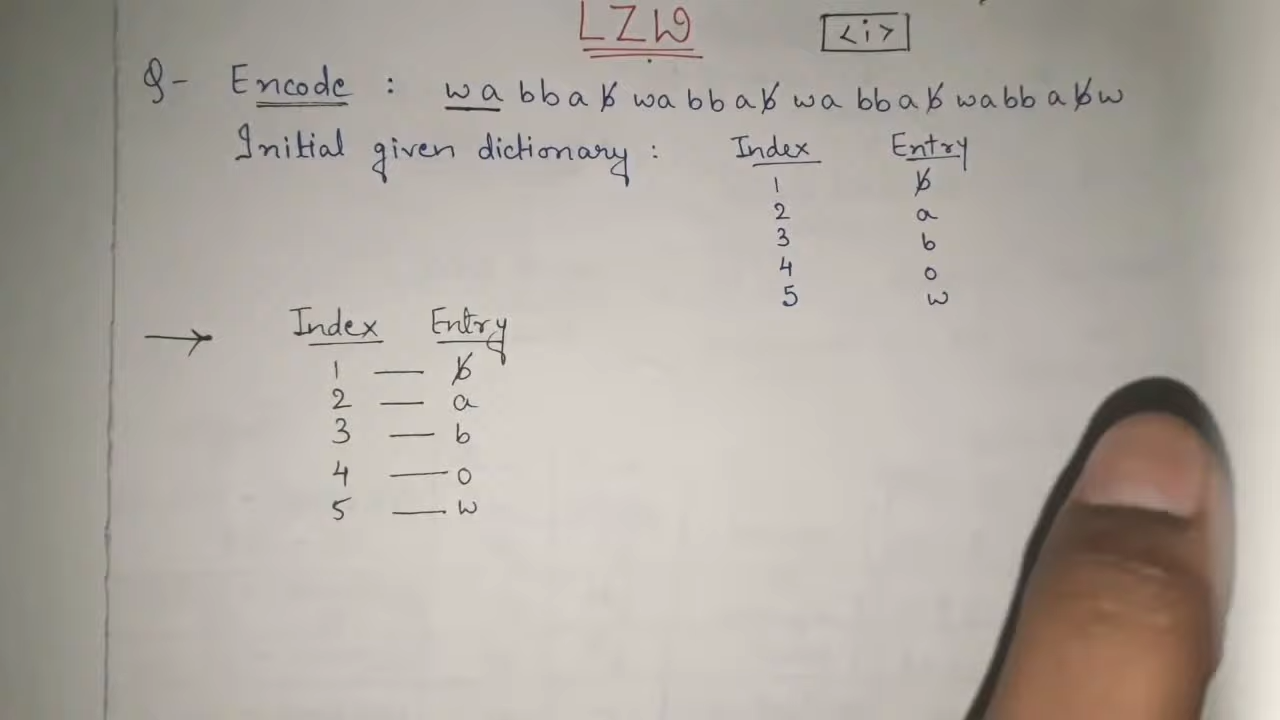 LZW <i>
Q- Encode : wabba␢wabba␢wabba␢wabba␢w
Initial given dictionary : Index Entry
1 ␢
2 a
3 b
4 o
5 w
→ Index Entry
1 — ␢
2 — a
3 — b
4 — o
5 — w